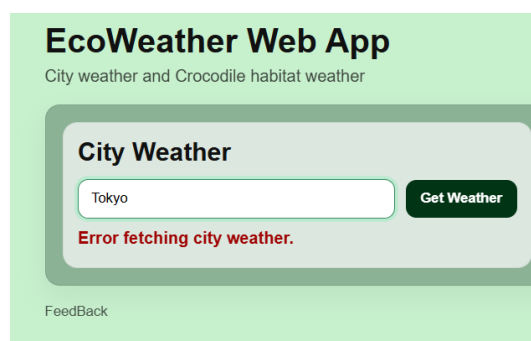 EcoWeather Web App
City weather and Crocodile habitat weather
City Weather
Tokyo
Get Weather
Error fetching city weather.
FeedBack